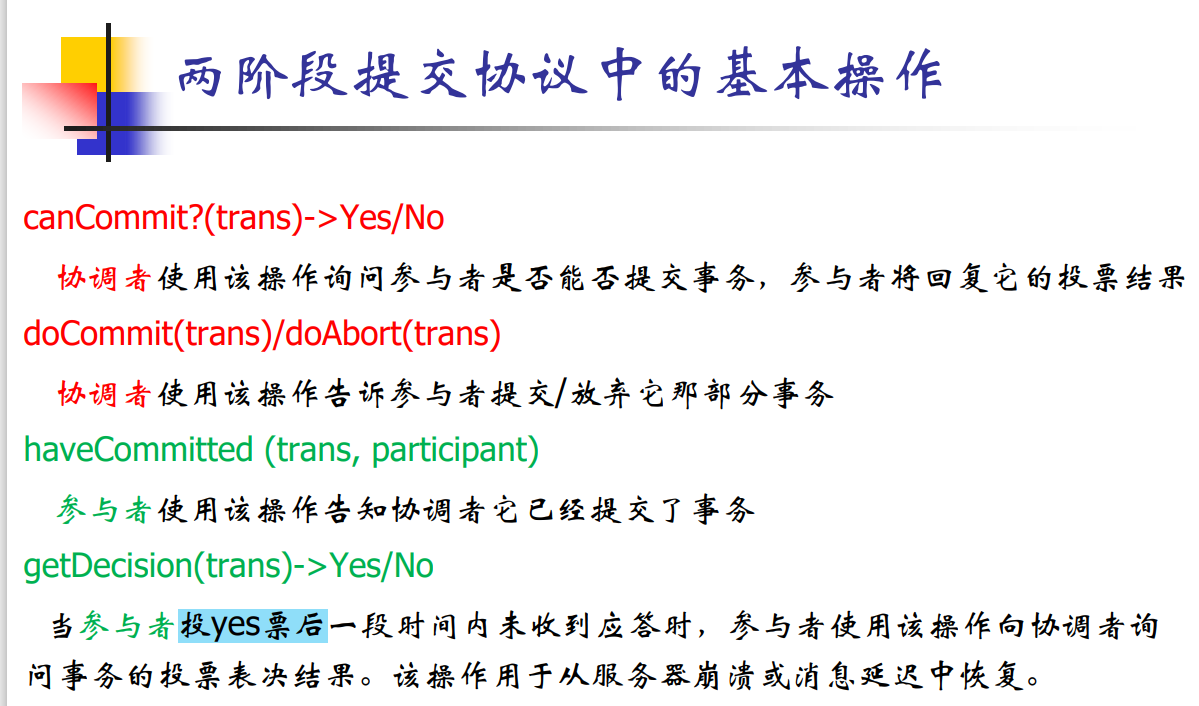 两阶段提交协议中的基本操作
canCommit?(trans)->Yes/No
协调者使用该操作询问参与者是否能否提交事务，参与者将回复它的投票结果
doCommit(trans)/doAbort(trans)
协调者使用该操作告诉参与者提交/放弃它那部分事务
haveCommitted (trans, participant)
参与者使用该操作告知协调者它已经提交了事务
getDecision(trans)->Yes/No
当参与者投yes票后一段时间内未收到应答时，参与者使用该操作向协调者询
问事务的投票表决结果。该操作用于从服务器崩溃或消息延迟中恢复。